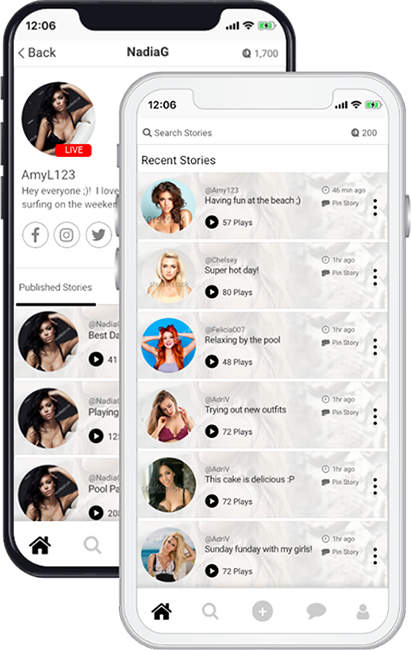 12:06
Back
NadiaG
1,700
LIVE
AmyL123
Hey everyone ;)! I love
surfing on the weeken
Published Stories
@Nadia
Best Da
41
@Nadia
Playing
@Nadia
Pool Pa
12:06
Search Stories
200
Recent Stories
@Amy123
46 min ago
Having fun at the beach ;)
Pin Story
57 Plays
@Chelsey
1hr ago
Super hot day!
Pin Story
80 Plays
@Felicia007
1hr ago
Relaxing by the pool
Pin Story
48 Plays
@AdriV
1hr ago
Trying out new outfits
Pin Story
72 Plays
@AdriV
1hr ago
This cake is delicious :P
Pin Story
72 Plays
@AdriV
1hr ago
Sunday funday with my girls!
Pin Story
72 Plays